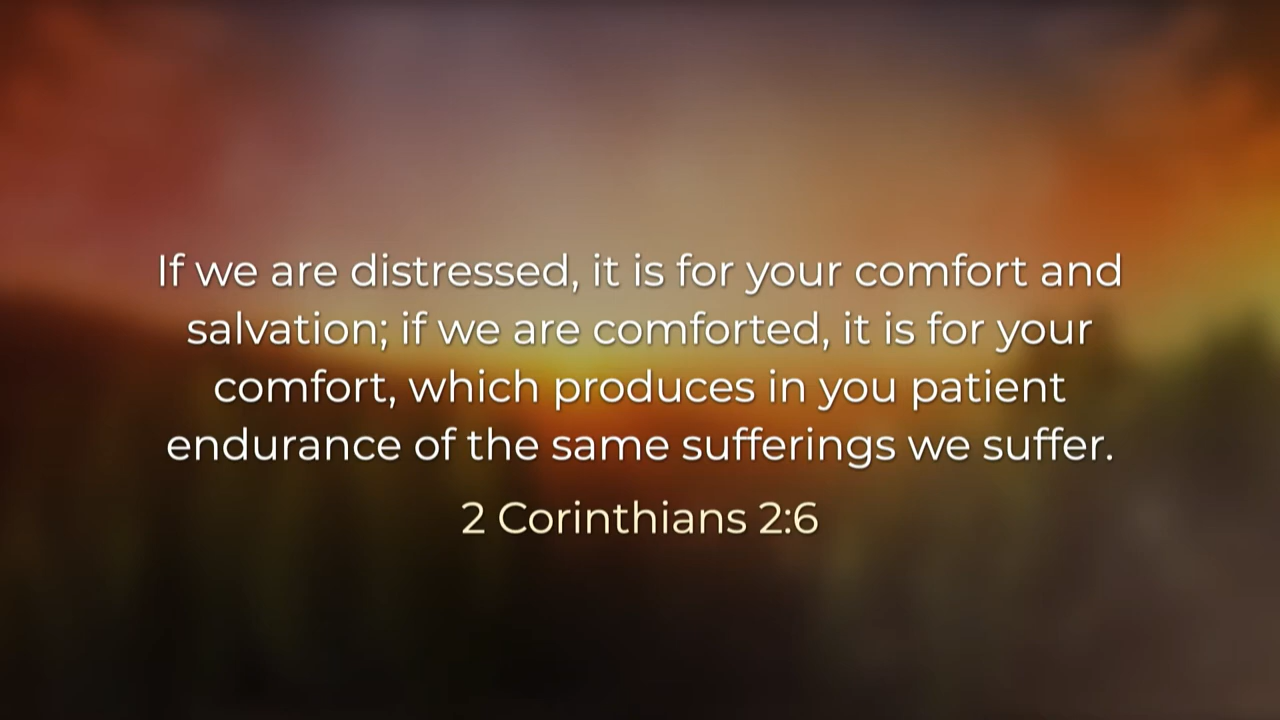 If we are distressed, it is for your comfort and
salvation; if we are comforted, it is for your
comfort, which produces in you patient
endurance of the same sufferings we suffer.
2 Corinthians 2:6